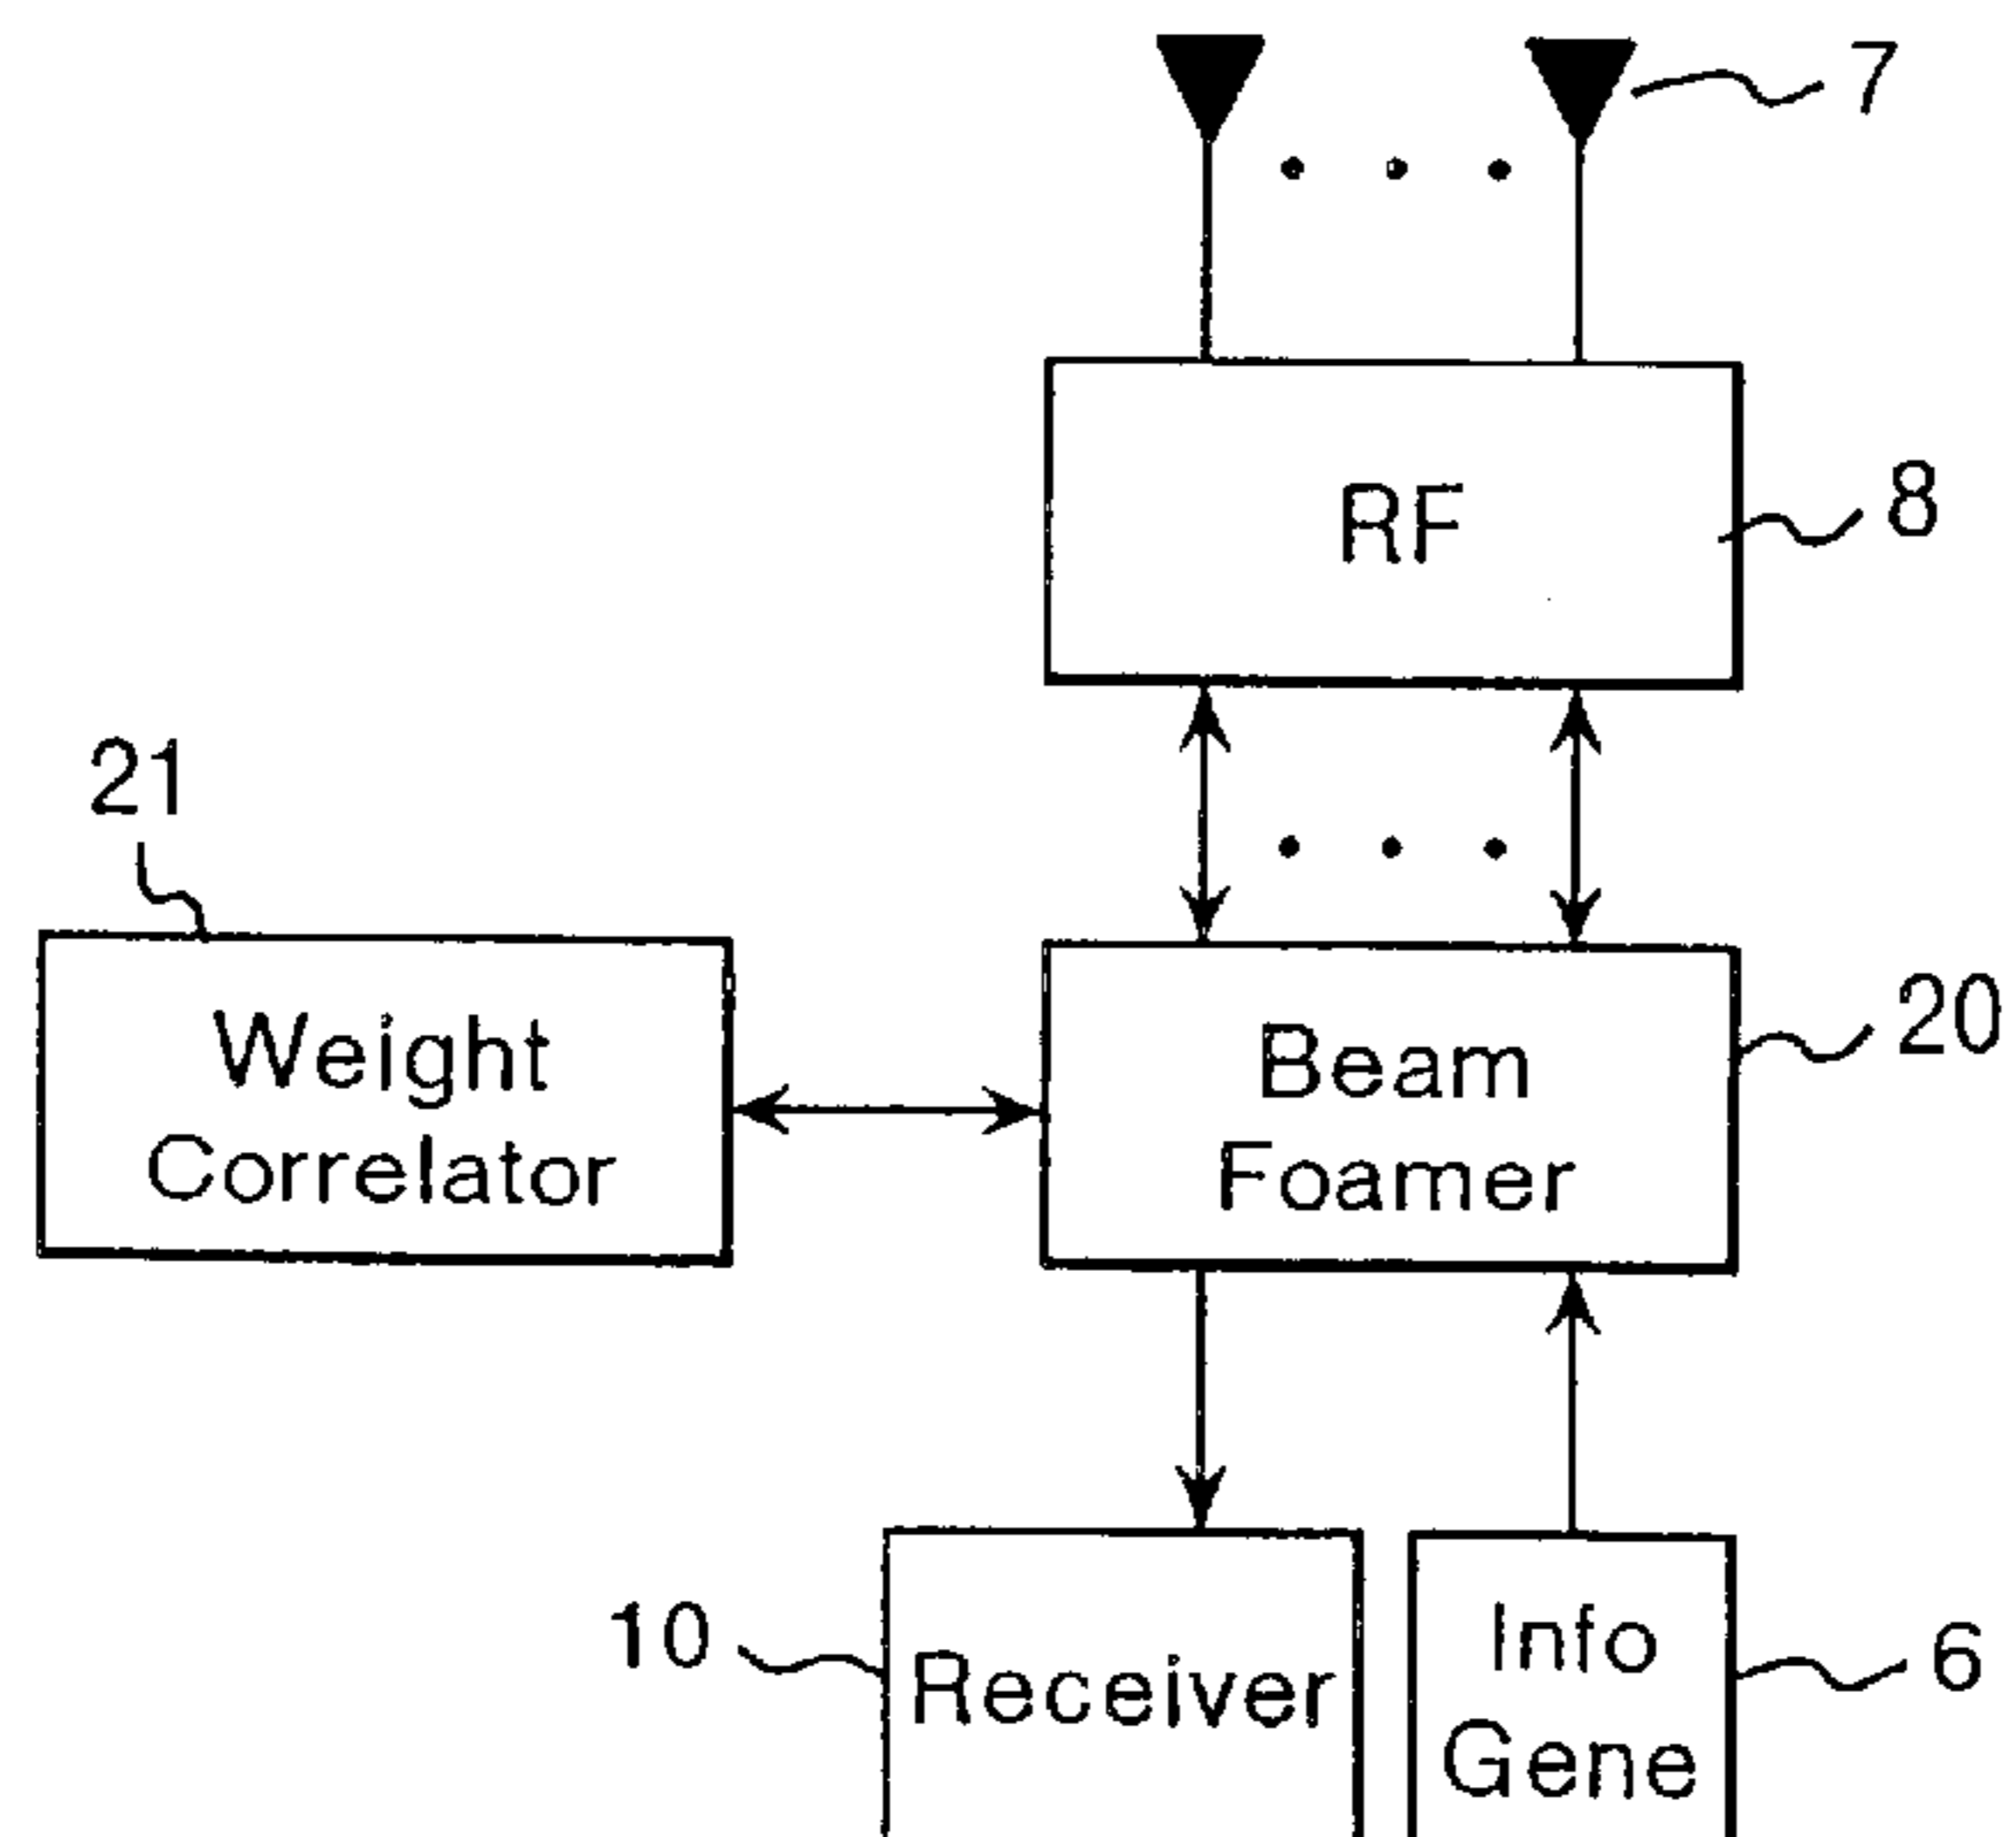 7
RF
8
21
Weight
Correlator
Beam
Foamer
20
10
Receiver
Info
Gene
6